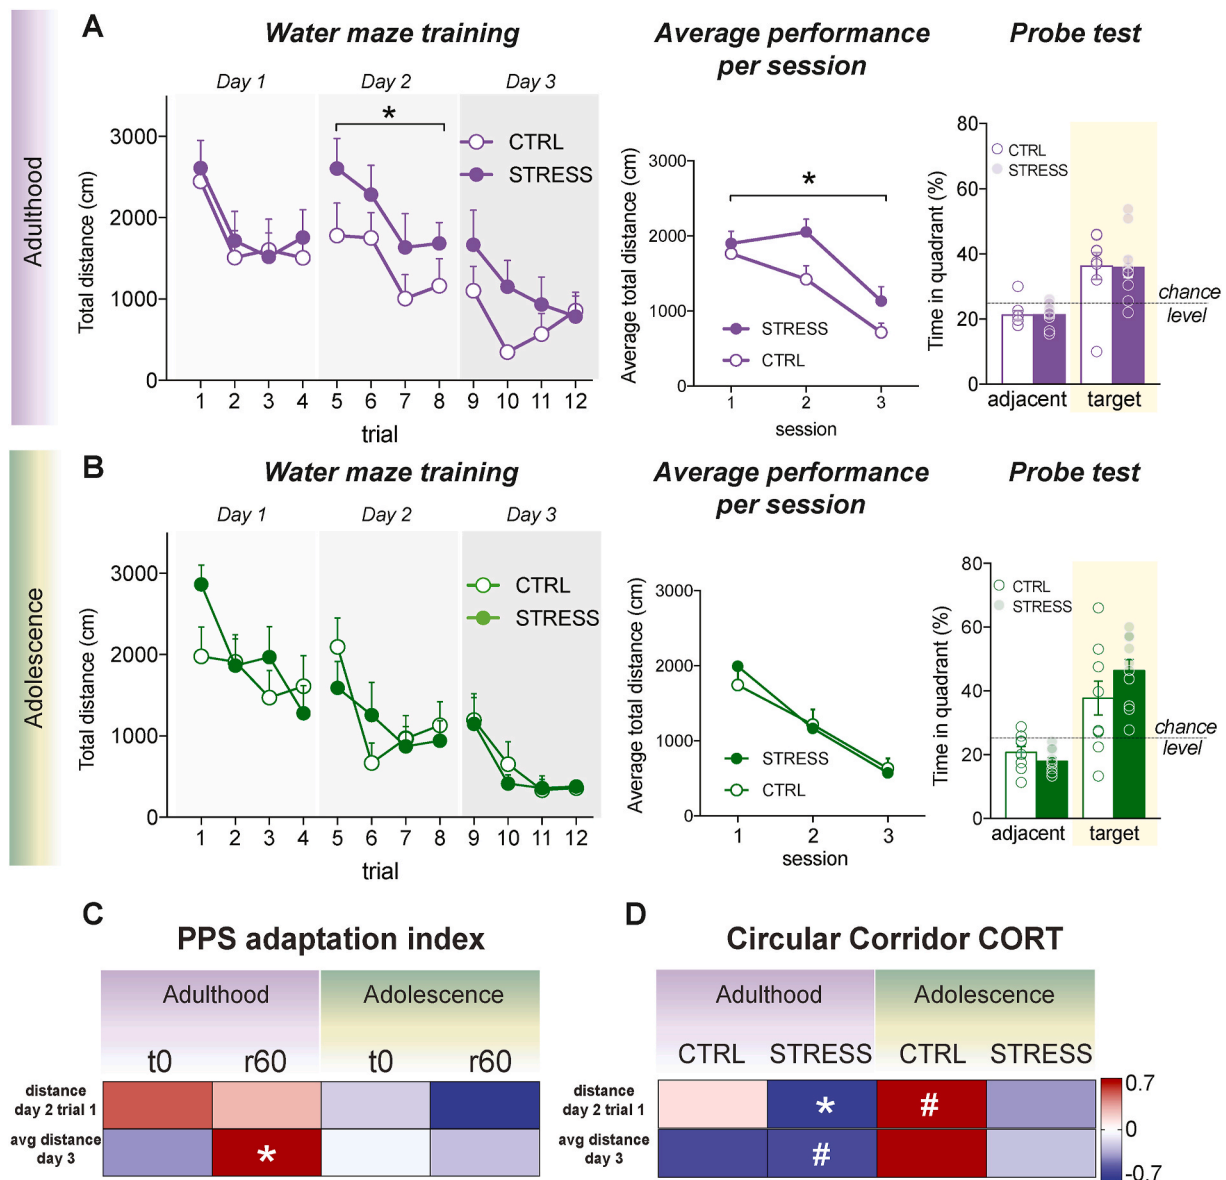 A
Water maze training
Average performance
per session
Probe test
Adulthood
Day 1
Day 2
Day 3
*
CTRL
STRESS
Total distance (cm)
3000
2000
1000
0
1 2 3 4 5 6 7 8 9 10 11 12
trial
Average total distance (cm)
3000
2000
1000
0
*
STRESS
CTRL
1 2 3
session
Time in quadrant (%)
80
60
40
20
0
CTRL
STRESS
chance
level
adjacent target
B
Water maze training
Average performance
per session
Probe test
Adolescence
Day 1
Day 2
Day 3
CTRL
STRESS
Total distance (cm)
3000
2000
1000
0
1 2 3 4 5 6 7 8 9 10 11 12
trial
Average total distance (cm)
3000
2000
1000
0
STRESS
CTRL
1 2 3
session
Time in quadrant (%)
80
60
40
20
0
CTRL
STRESS
chance
level
adjacent target
C
PPS adaptation index
Adulthood Adolescence
t0 r60 t0 r60
distance
day 2 trial 1
avg distance
day 3
*
D
Circular Corridor CORT
Adulthood Adolescence
CTRL STRESS CTRL STRESS
distance
day 2 trial 1
* #
avg distance
day 3
#
0.7
0
-0.7